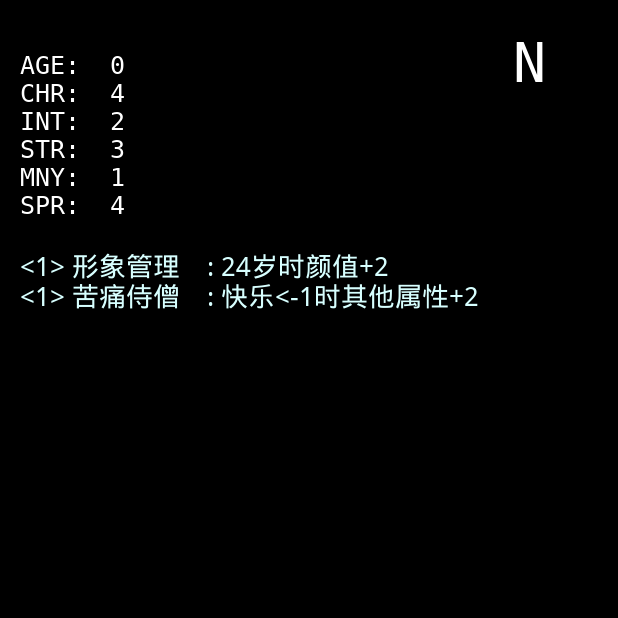 N
AGE: 0
CHR: 4
INT: 2
STR: 3
MNY: 1
SPR: 4
<1> 形象管理 : 24岁时颜值+2
<1> 苦痛侍僧 : 快乐<-1时其他属性+2